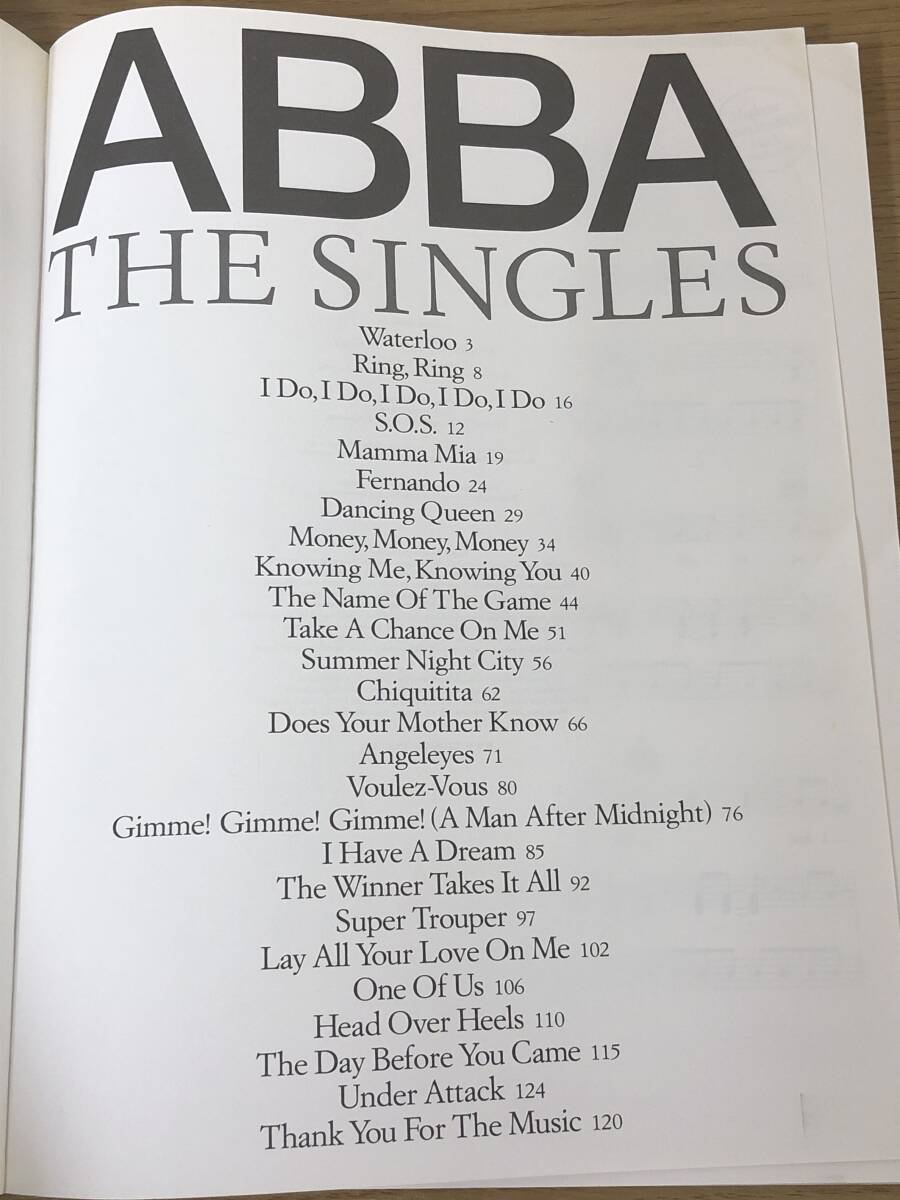 ABBA
THE SINGLES
Waterloo 3
Ring, Ring 8
I Do, I Do, I Do, I Do, I Do 16
S.O.S. 12
Mamma Mia 19
Fernando 24
Dancing Queen 29
Money, Money, Money 34
Knowing Me, Knowing You 40
The Name Of The Game 44
Take A Chance On Me 51
Summer Night City 56
Chiquitita 62
Does Your Mother Know 66
Angeleyes 71
Voulez-Vous 80
Gimme! Gimme! Gimme! (A Man After Midnight) 76
I Have A Dream 85
The Winner Takes It All 92
Super Trouper 97
Lay All Your Love On Me 102
One Of Us 106
Head Over Heels 110
The Day Before You Came 115
Under Attack 124
Thank You For The Music 120